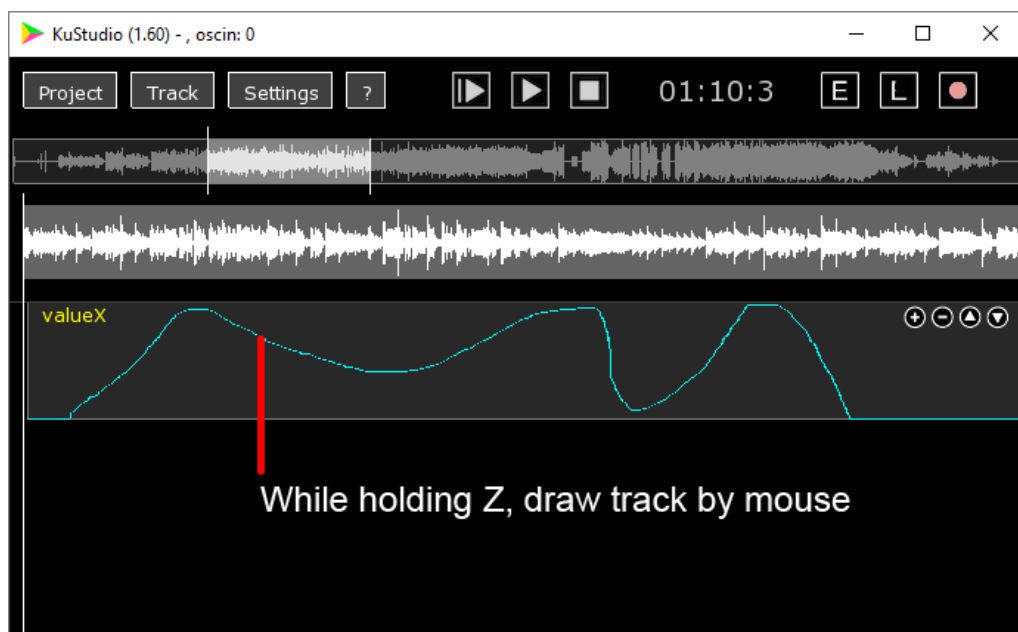 KuStudio (1.60) - , oscin: 0
Project Track Settings ? 01:10:3 E L
valueX
While holding Z, draw track by mouse